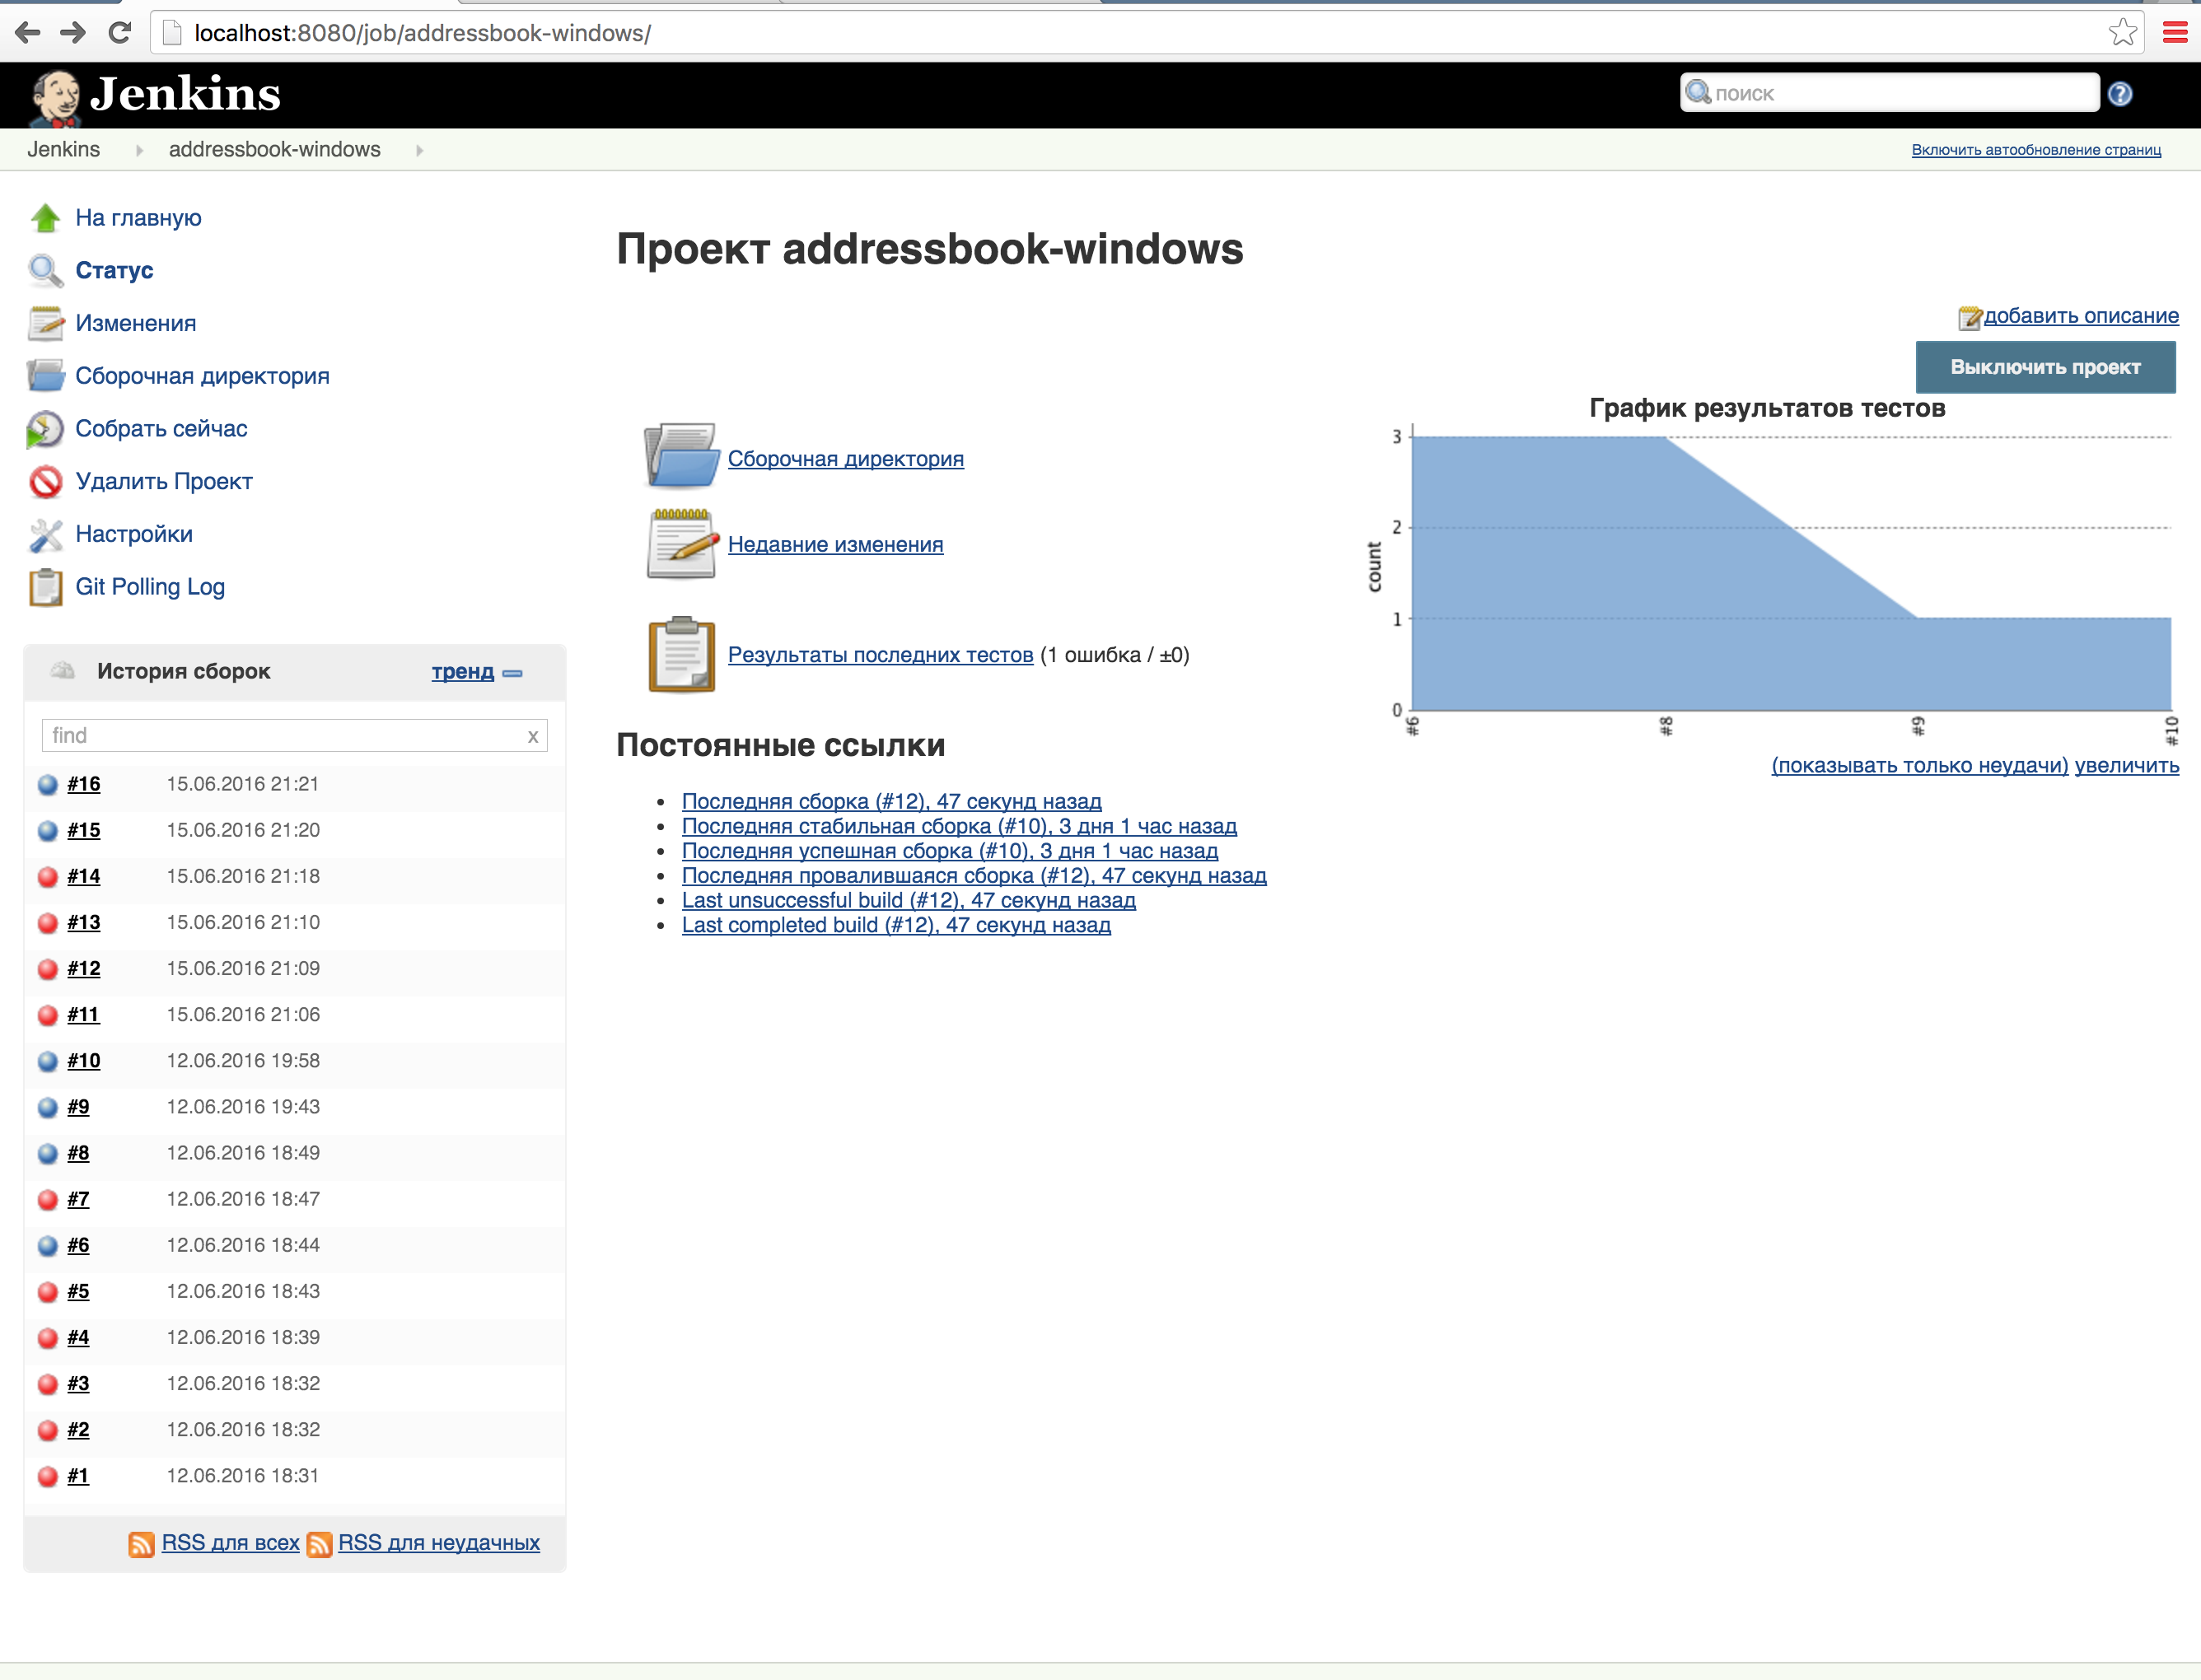 localhost:8080/job/addressbook-windows/
Jenkins
поиск
Jenkins addressbook-windows
Включить автообновление страниц
На главную
Статус
Изменения
Сборочная директория
Собрать сейчас
Удалить Проект
Настройки
Git Polling Log
История сборок тренд
find x
#16 15.06.2016 21:21
#15 15.06.2016 21:20
#14 15.06.2016 21:18
#13 15.06.2016 21:10
#12 15.06.2016 21:09
#11 15.06.2016 21:06
#10 12.06.2016 19:58
#9 12.06.2016 19:43
#8 12.06.2016 18:49
#7 12.06.2016 18:47
#6 12.06.2016 18:44
#5 12.06.2016 18:43
#4 12.06.2016 18:39
#3 12.06.2016 18:32
#2 12.06.2016 18:32
#1 12.06.2016 18:31
RSS для всех RSS для неудачных
Проект addressbook-windows
добавить описание
Выключить проект
Сборочная директория
Недавние изменения
Результаты последних тестов (1 ошибка / ±0)
График результатов тестов
3
2
1
0
count
#6 #8 #9 #10
(показывать только неудачи) увеличить
Постоянные ссылки
• Последняя сборка (#12), 47 секунд назад
• Последняя стабильная сборка (#10), 3 дня 1 час назад
• Последняя успешная сборка (#10), 3 дня 1 час назад
• Последняя провалившаяся сборка (#12), 47 секунд назад
• Last unsuccessful build (#12), 47 секунд назад
• Last completed build (#12), 47 секунд назад